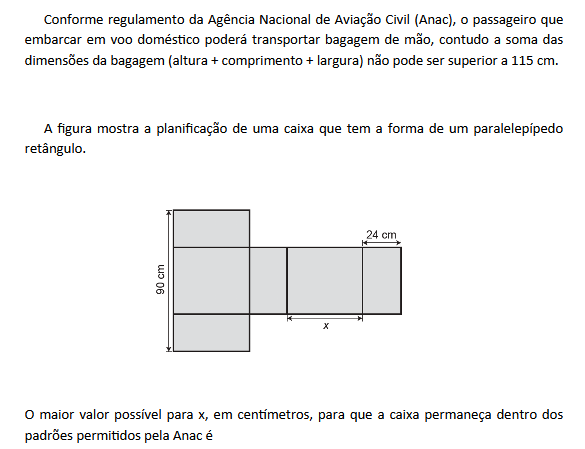 Conforme regulamento da Agência Nacional de Aviação Civil (Anac), o passageiro que
embarcar em voo doméstico poderá transportar bagagem de mão, contudo a soma das
dimensões da bagagem (altura + comprimento + largura) não pode ser superior a 115 cm.
A figura mostra a planificação de uma caixa que tem a forma de um paralelepípedo
retângulo.
24 cm
90 cm
x
O maior valor possível para x, em centímetros, para que a caixa permaneça dentro dos
padrões permitidos pela Anac é